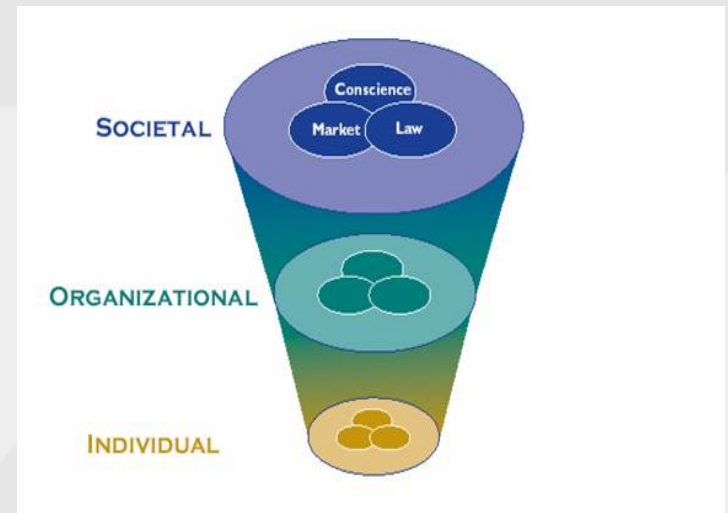 Conscience
SOCIETAL
Market
Law
ORGANIZATIONAL
INDIVIDUAL